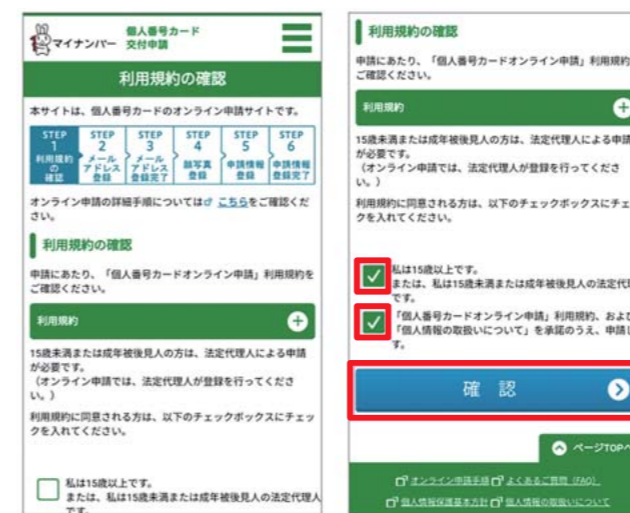 マイナンバー
個人番号カード
交付申請
利用規約の確認
本サイトは、個人番号カードのオンライン申請サイトです。
STEP 1 利用規約の確認
STEP 2 メールアドレス登録
STEP 3 メールアドレス登録完了
STEP 4 顔写真登録
STEP 5 申請情報登録
STEP 6 申請情報登録完了
オンライン申請の詳細手順については こちらをご確認くだ
さい。
利用規約の確認
申請にあたり、「個人番号カードオンライン申請」利用規約を
ご確認ください。
利用規約
15歳未満または成年被後見人の方は、法定代理人による申請
が必要です。
（オンライン申請では、法定代理人が登録を行ってくださ
い。）
利用規約に同意される方は、以下のチェックボックスにチェッ
クを入れてください。
私は15歳以上です。
または、私は15歳未満または成年被後見人の法定代理人
です。
利用規約の確認
申請にあたり、「個人番号カードオンライン申請」利用規約
ご確認ください。
利用規約
15歳未満または成年被後見人の方は、法定代理人による申請
が必要です。
（オンライン申請では、法定代理人が登録を行ってくださ
い。）
利用規約に同意される方は、以下のチェックボックスにチェ
クを入れてください。
私は15歳以上です。
または、私は15歳未満または成年被後見人の法定代理
です。
「個人番号カードオンライン申請」利用規約、およ
「個人情報の取扱いについて」を承諾のうえ、申請し
す。
確 認
ページTOPへ
オンライン申請手順 よくあるご質問（FAQ）
個人情報保護基本方針 個人情報の取扱いについて